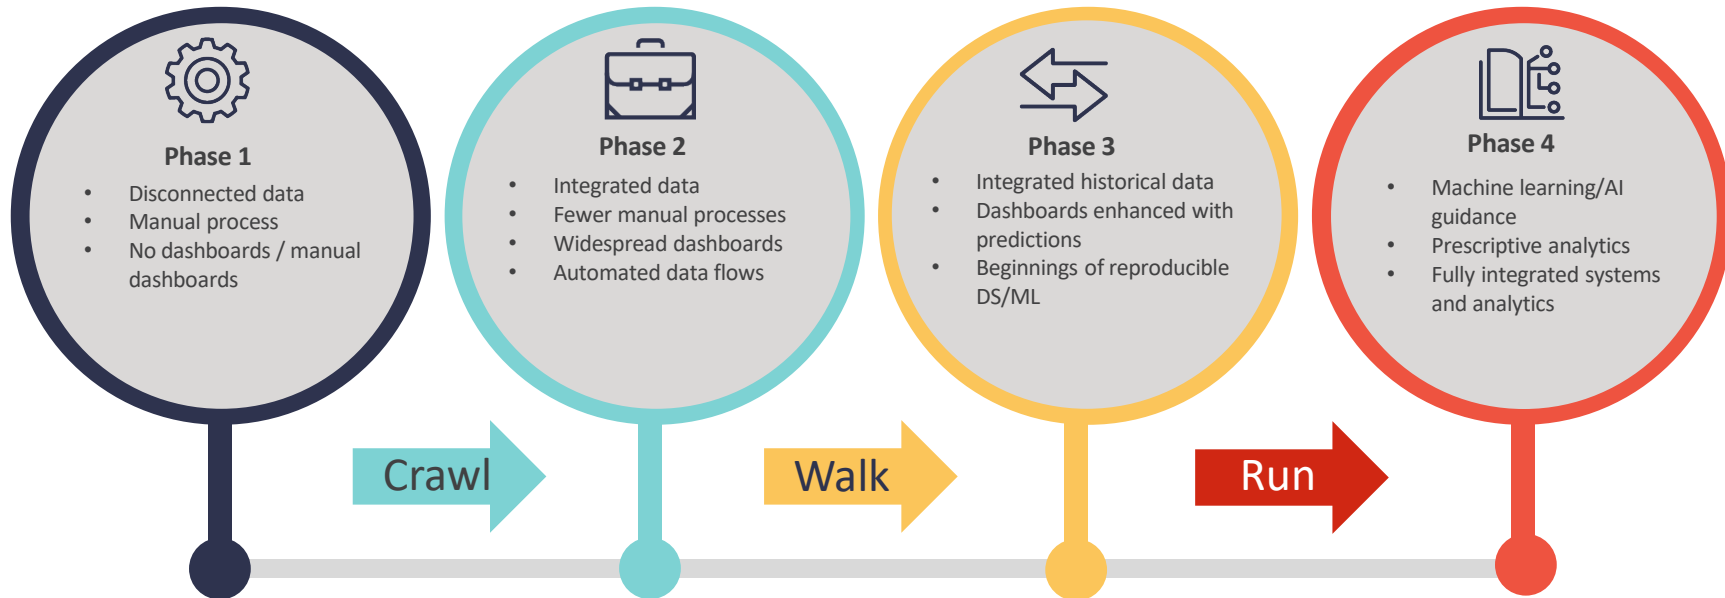 Phase 1
• Disconnected data
• Manual process
• No dashboards / manual
dashboards
Phase 2
• Integrated data
• Fewer manual processes
• Widespread dashboards
• Automated data flows
Phase 3
• Integrated historical data
• Dashboards enhanced with
predictions
• Beginnings of reproducible
DS/ML
Phase 4
• Machine learning/AI
guidance
• Prescriptive analytics
• Fully integrated systems
and analytics
Crawl
Walk
Run